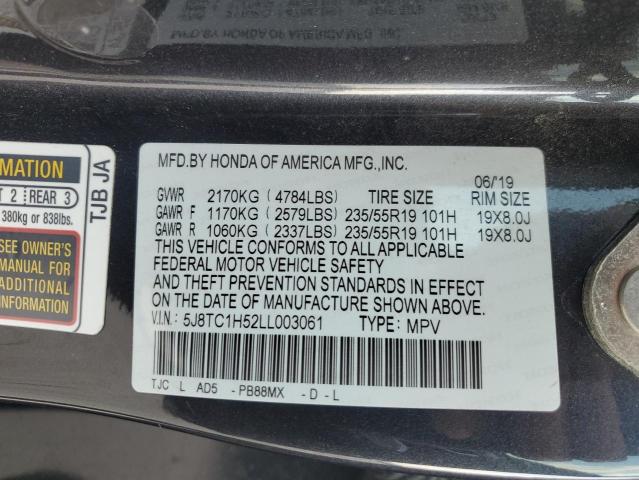 MFD.BY HONDA OF AMERICA MFG.,INC.
06/'19
GVWR 2170KG ( 4784LBS) TIRE SIZE RIM SIZE
GAWR F 1170KG ( 2579LBS) 235/55R19 101H 19X8.0J
GAWR R 1060KG ( 2337LBS) 235/55R19 101H 19X8.0J
THIS VEHICLE CONFORMS TO ALL APPLICABLE
FEDERAL MOTOR VEHICLE SAFETY
AND THEFT PREVENTION STANDARDS IN EFFECT
ON THE DATE OF MANUFACTURE SHOWN ABOVE.
V.I.N.: 5J8TC1H52LL003061 TYPE: MPV
TJC L AD5 -PB88MX -D-L
MATION
2 REAR 3
380kg or 838lbs.
SEE OWNER'S
MANUAL FOR
ADDITIONAL
TJB JA